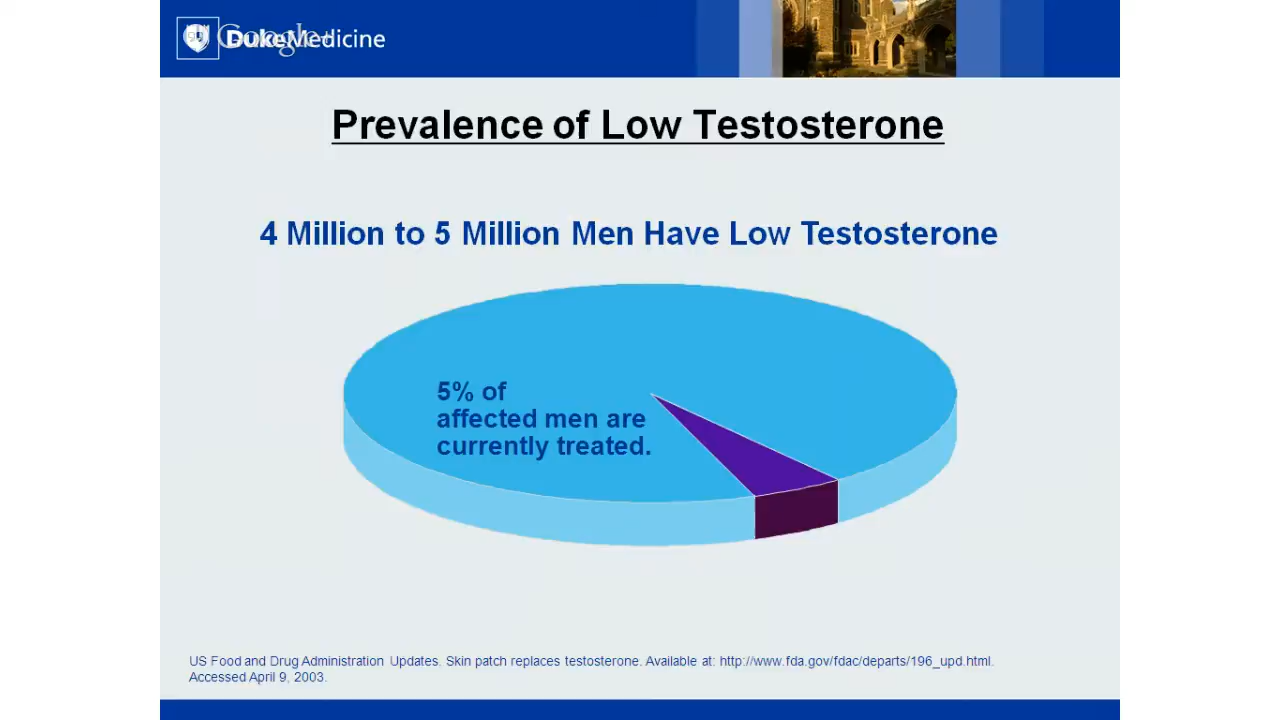 DukeMedicine
Google+
Prevalence of Low Testosterone
4 Million to 5 Million Men Have Low Testosterone
5% of
affected men are
currently treated.
US Food and Drug Administration Updates. Skin patch replaces testosterone. Available at: http://www.fda.gov/fdac/departs/196_upd.html.
Accessed April 9, 2003.